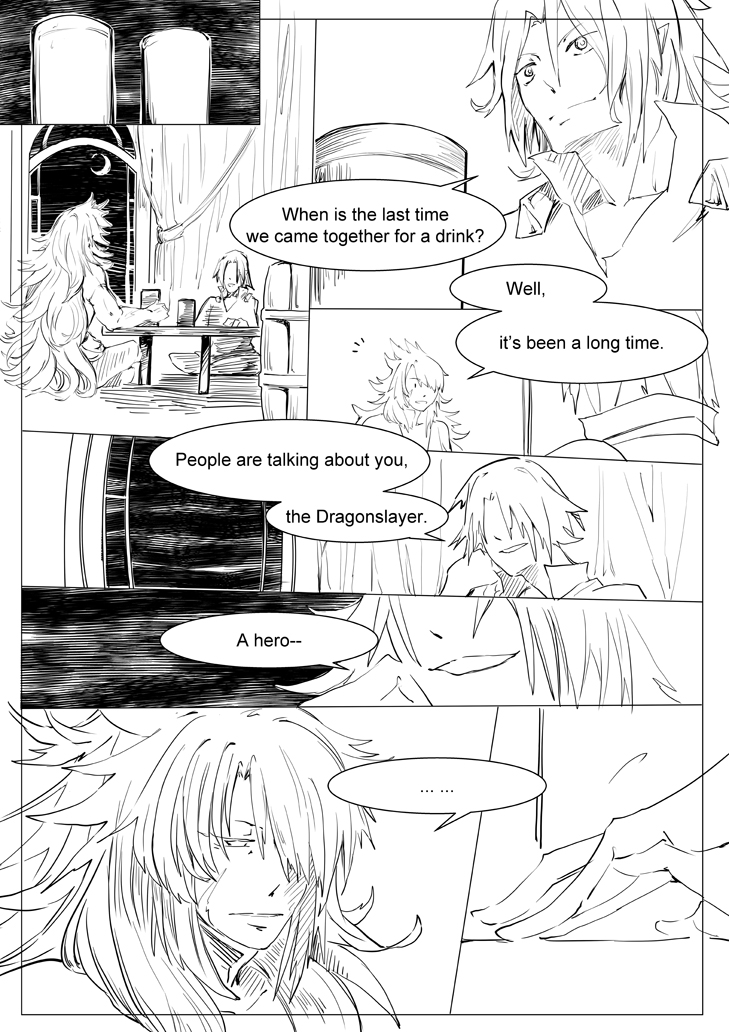 When is the last time
we came together for a drink?
Well,
it's been a long time.
People are talking about you,
the Dragonslayer.
A hero--
... ...